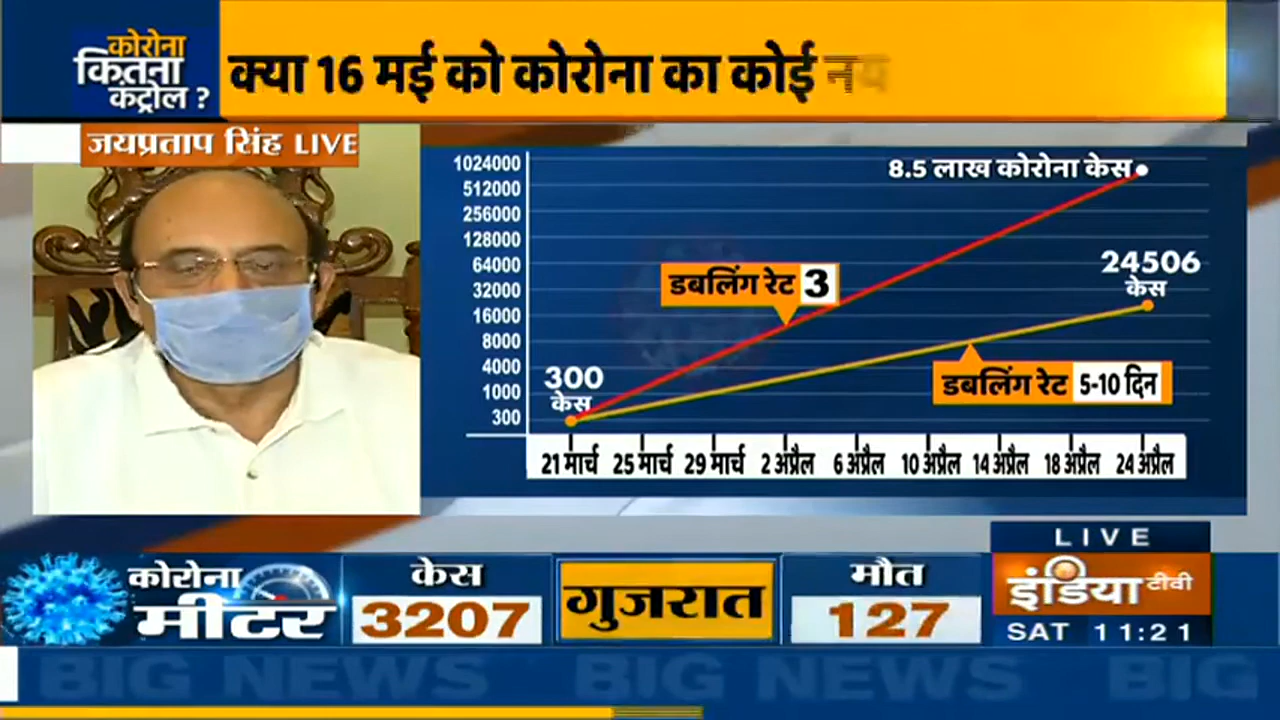 कोरोना
कितना
कंट्रोल ?
क्या 16 मई को कोरोना का कोई
जयप्रताप सिंह LIVE
1024000
512000
256000
128000
64000
32000
16000
8000
4000
1000
300
8.5 लाख कोरोना केस
24506
केस
डबलिंग रेट 3
300
केस
डबलिंग रेट 5-10 दिन
21 मार्च 25 मार्च 29 मार्च 2 अप्रैल 6 अप्रैल 10 अप्रैल 14 अप्रैल 18 अप्रैल 24 अप्रैल
LIVE
कोरोना
मीटर
केस
3207
गुजरात
मौत
127
इंडिया टीवी
SAT 11:21
BIG NEWS BIG NEWS BIG